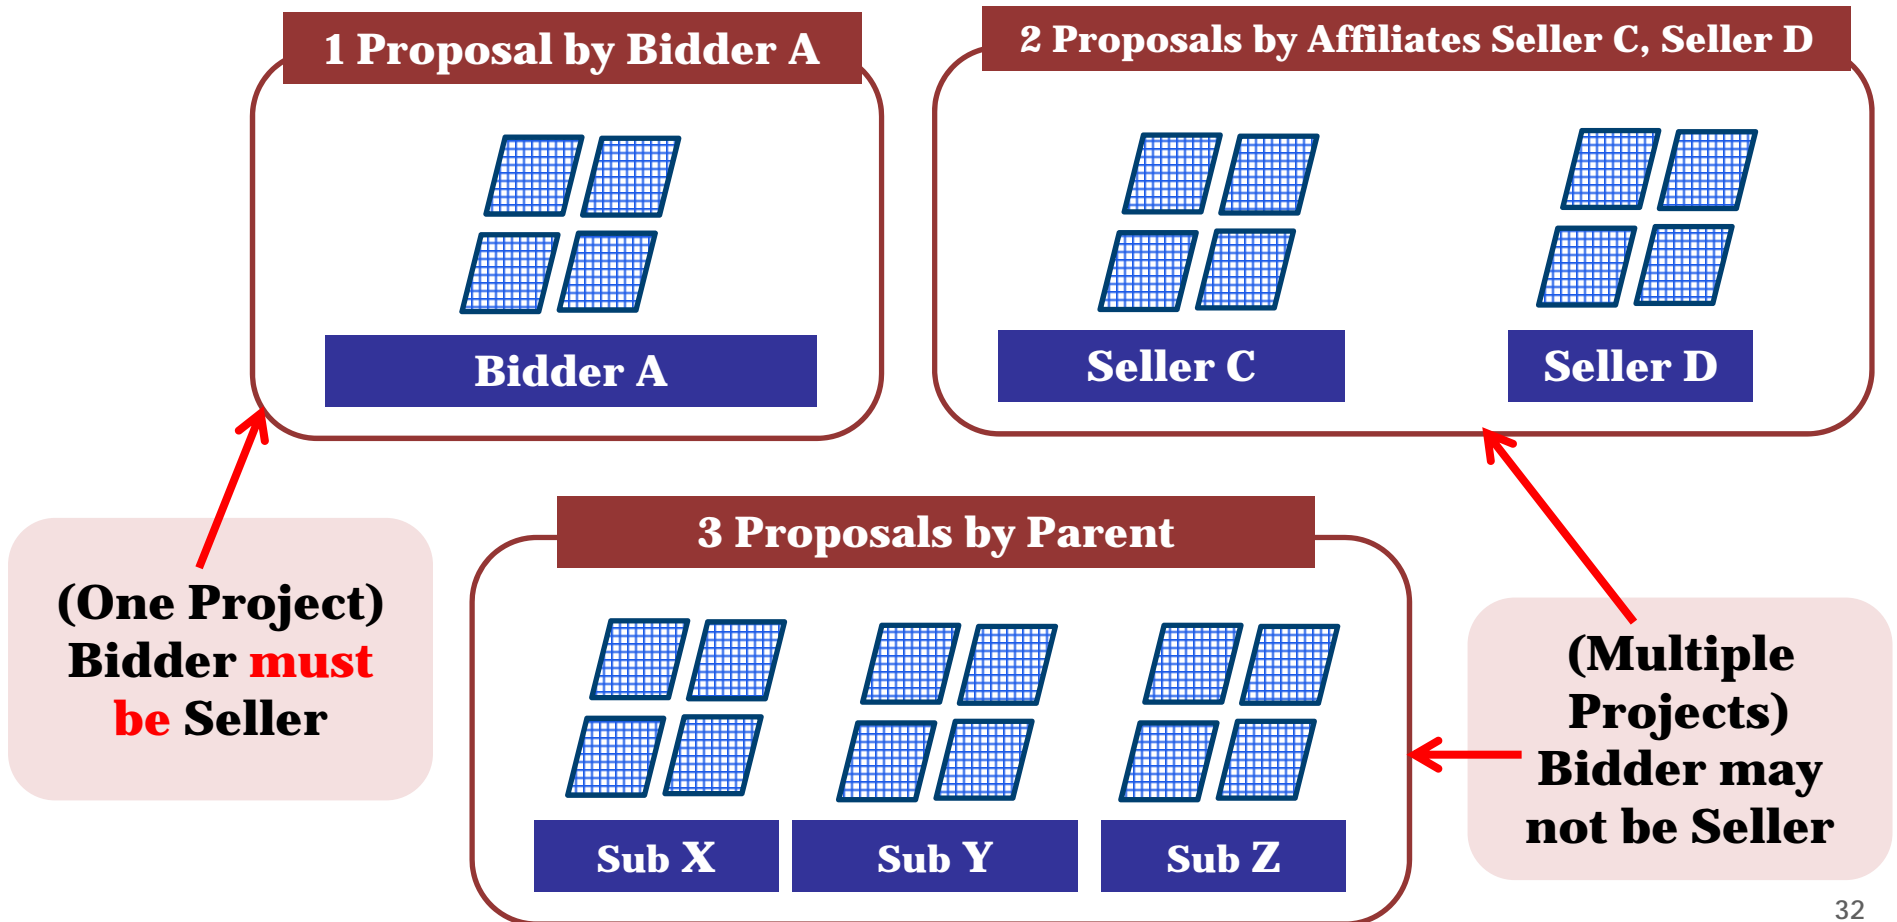 1 Proposal by Bidder A
2 Proposals by Affiliates Seller C, Seller D
Bidder A
Seller C
Seller D
3 Proposals by Parent
(One Project)
Bidder must
be Seller
(Multiple
Projects)
Bidder may
not be Seller
Sub X
Sub Y
Sub Z
32